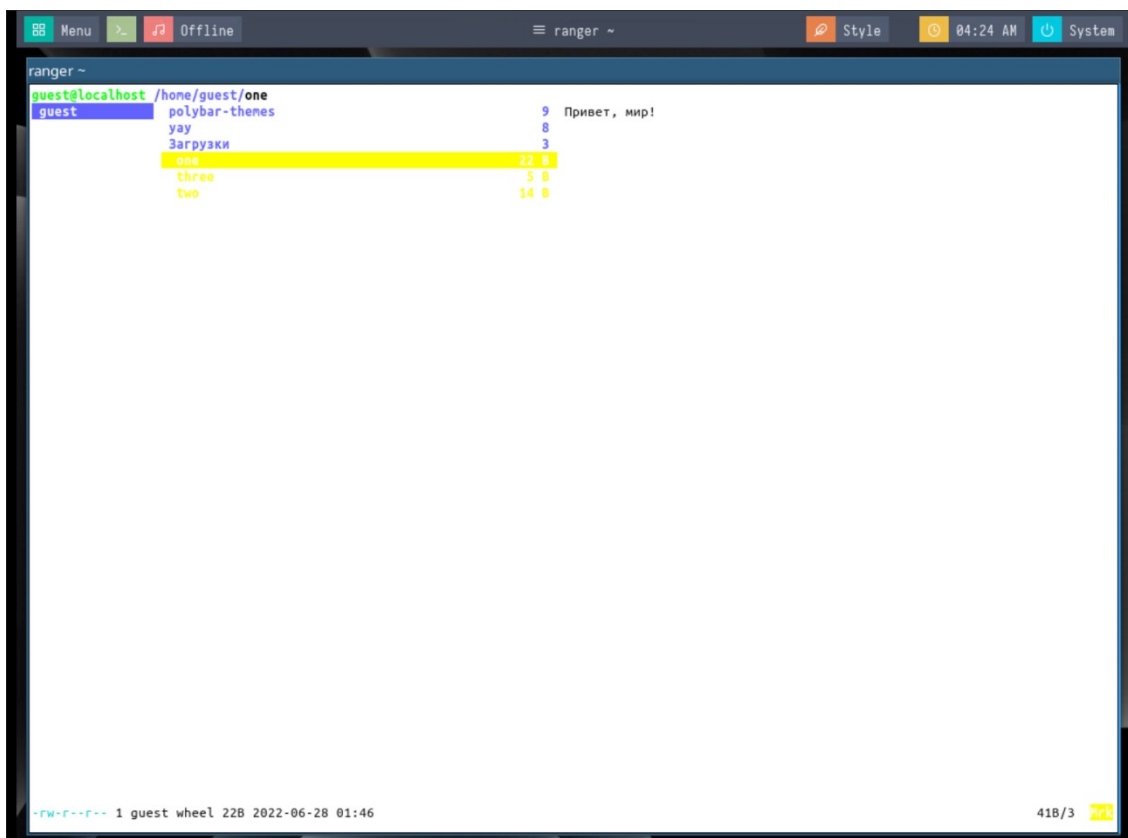 Menu >_ Offline ranger ~ Style 04:24 AM System
ranger ~
guest@localhost /home/guest/one
guest polybar-themes 9 Привет, мир!
yay 8
Загрузки 3
one 22 B
three 5 B
two 14 B
-rw-r--r-- 1 guest wheel 22B 2022-06-28 01:46 41B/3 Mrk